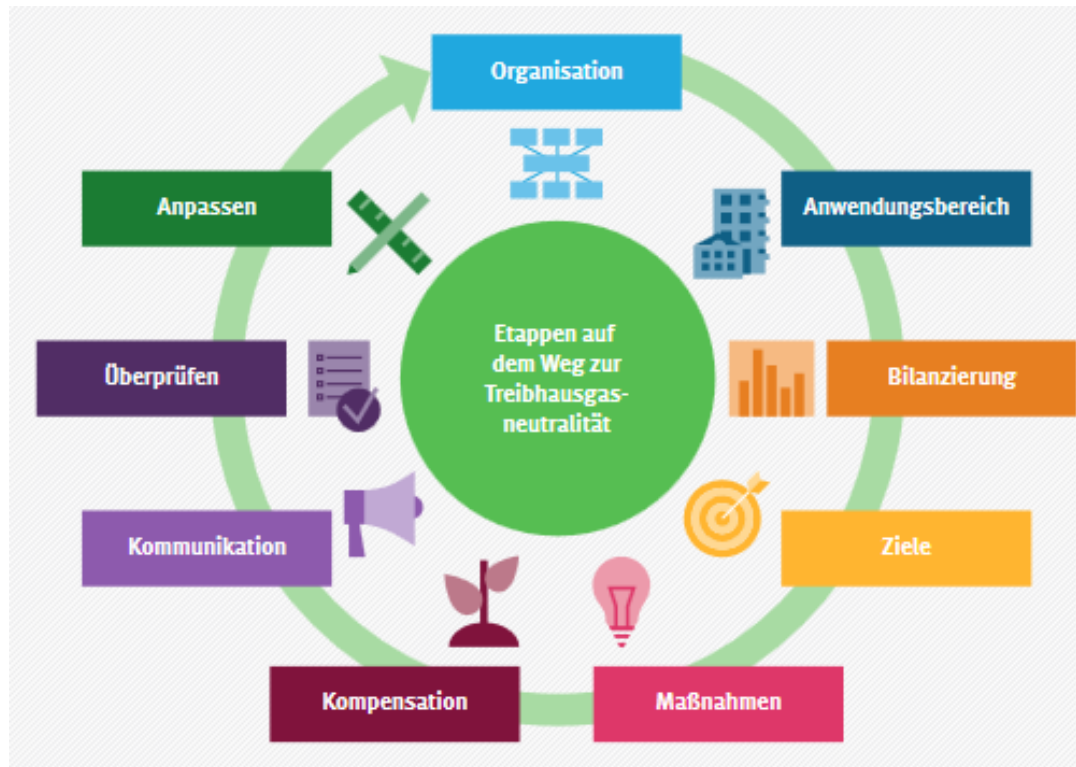 Organisation
Anwendungsbereich
Bilanzierung
Ziele
Maßnahmen
Kompensation
Kommunikation
Überprüfen
Anpassen
Etappen auf
dem Weg zur
Treibhausgas-
neutralität